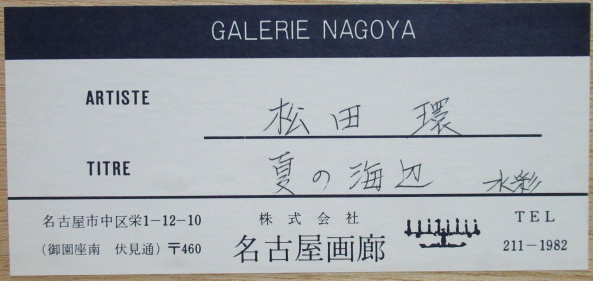 GALERIE NAGOYA
ARTISTE 松田 環
TITRE 夏の海辺 水彩
名古屋市中区栄1-12-10
(御園座南 伏見通)〒460
株式会社
名古屋画廊
TEL
211-1982